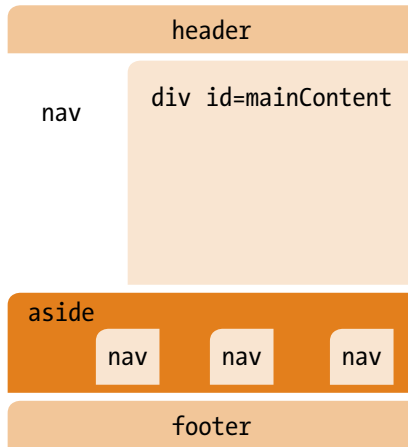 header
nav
div id=mainContent
aside
nav
nav
nav
footer